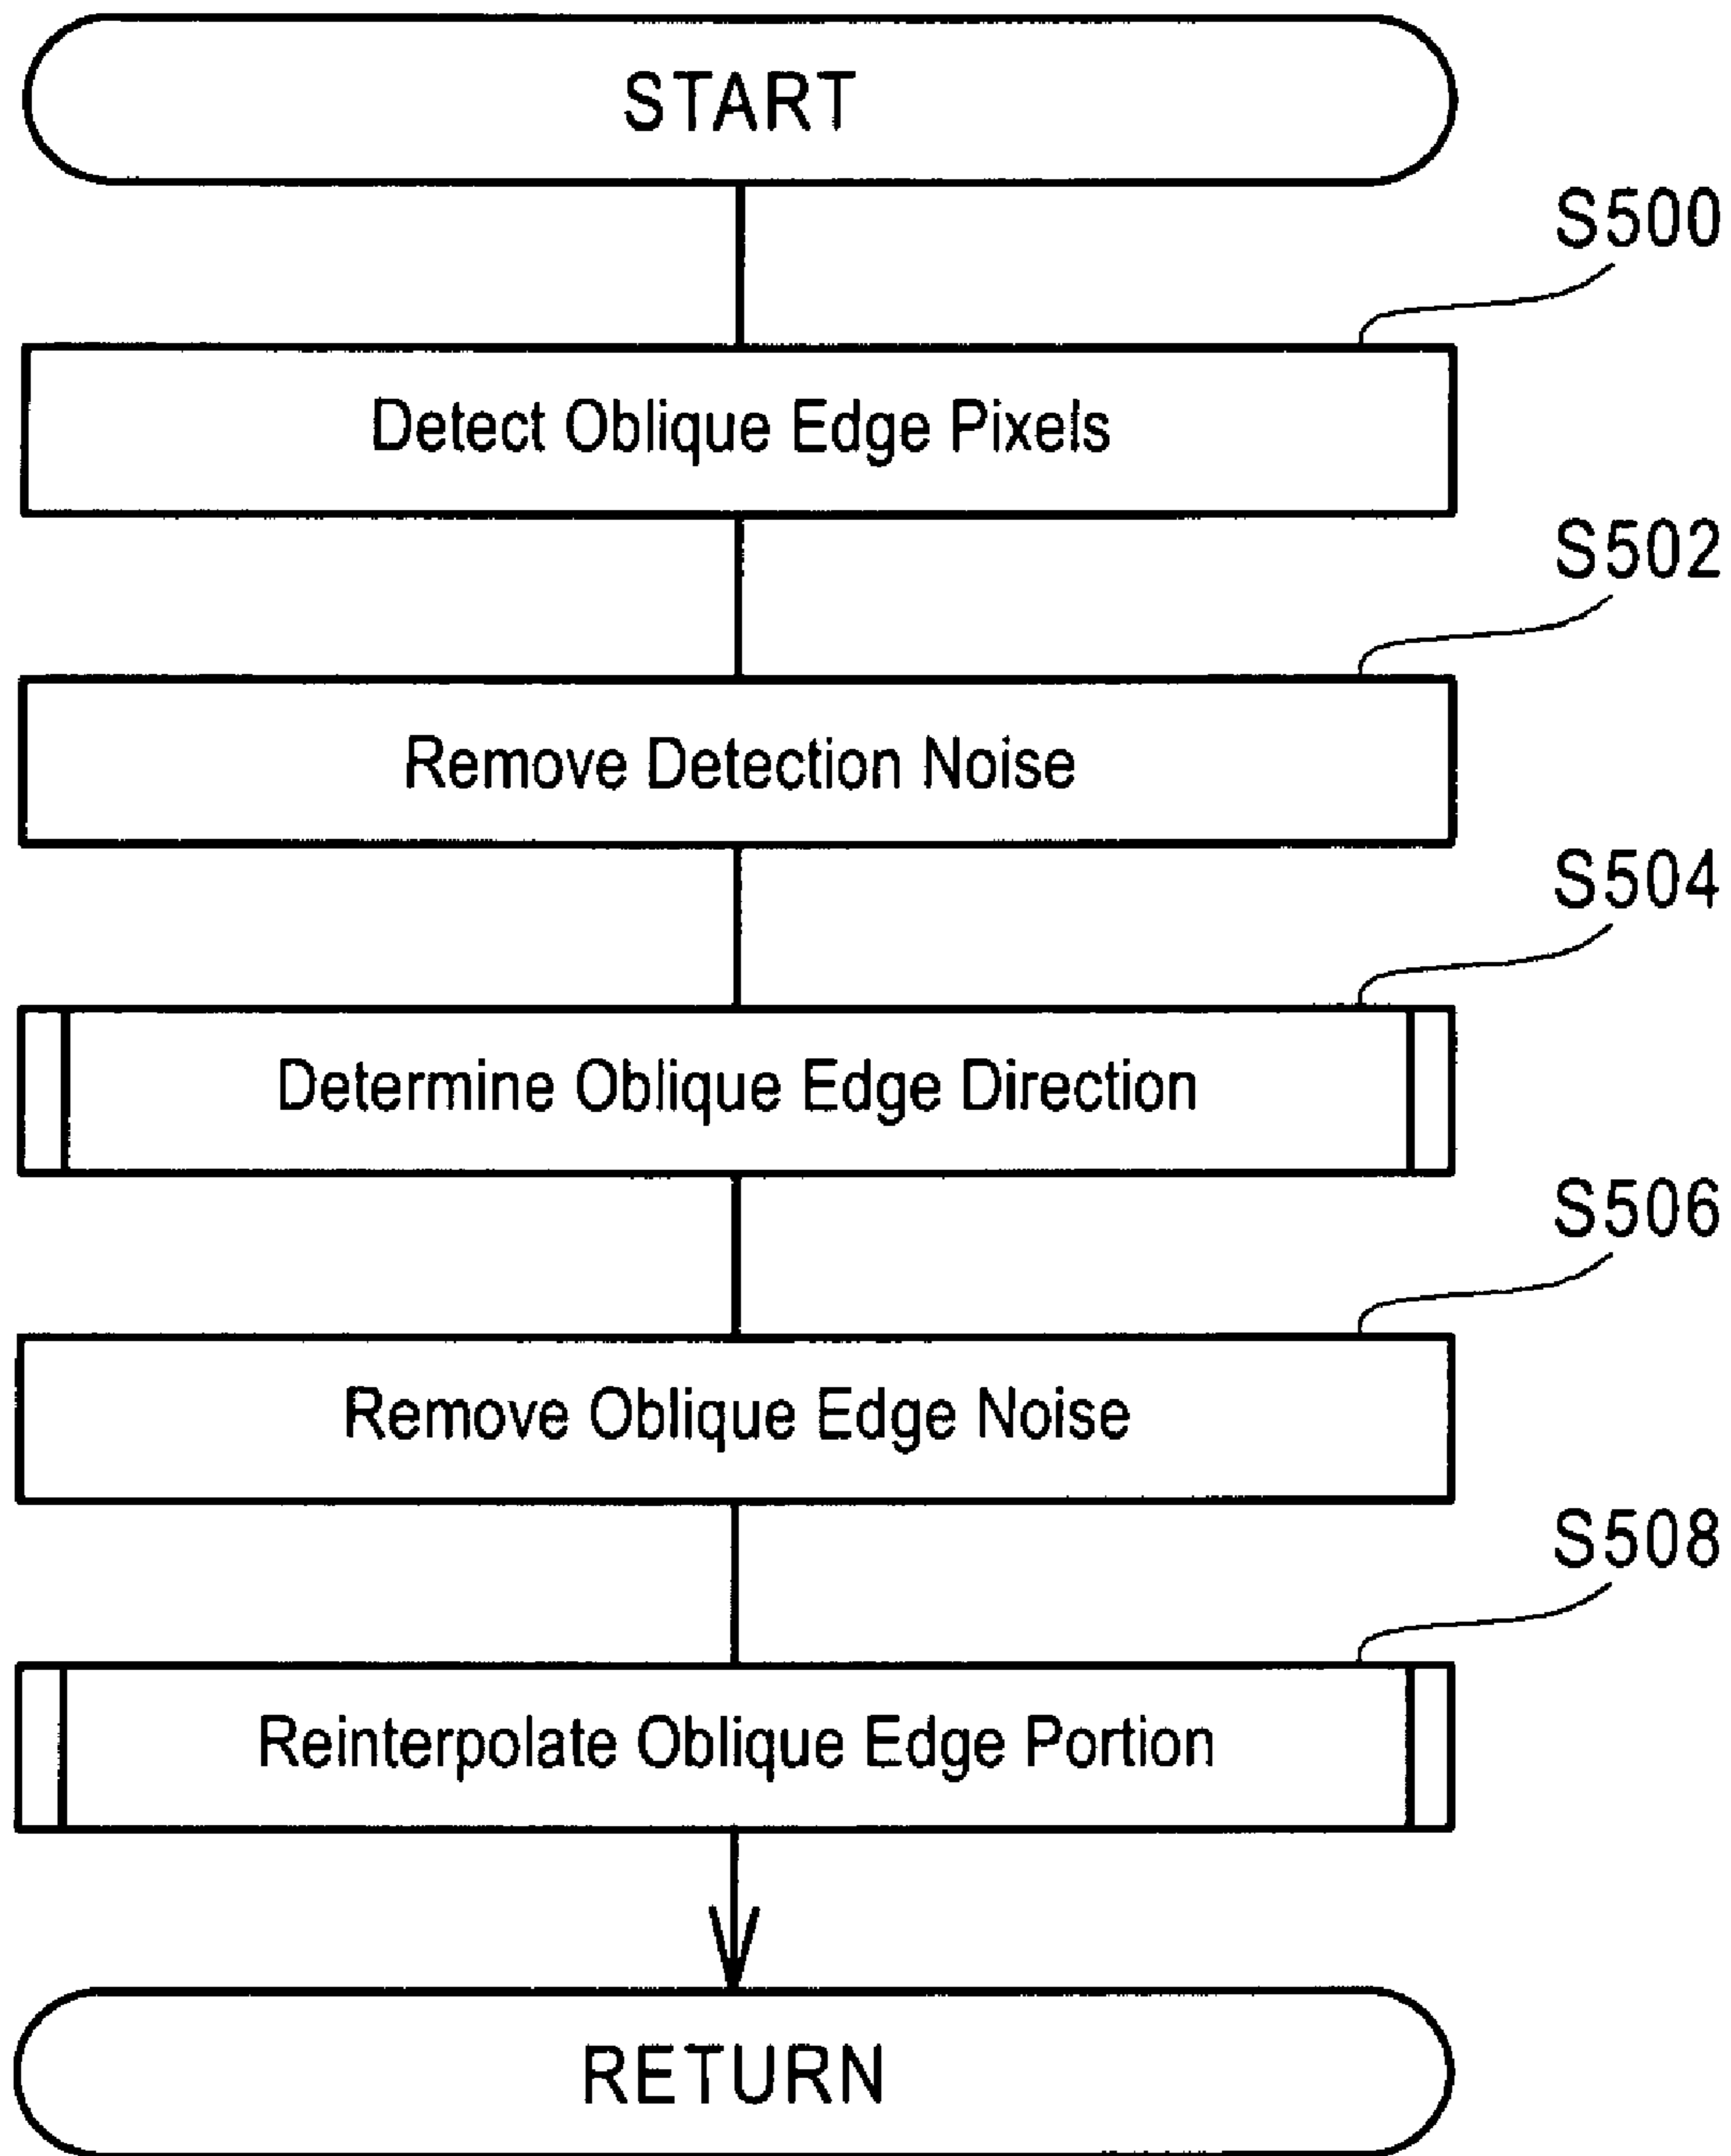 START
S500
Detect Oblique Edge Pixels
S502
Remove Detection Noise
S504
Determine Oblique Edge Direction
S506
Remove Oblique Edge Noise
S508
Reinterpolate Oblique Edge Portion
RETURN